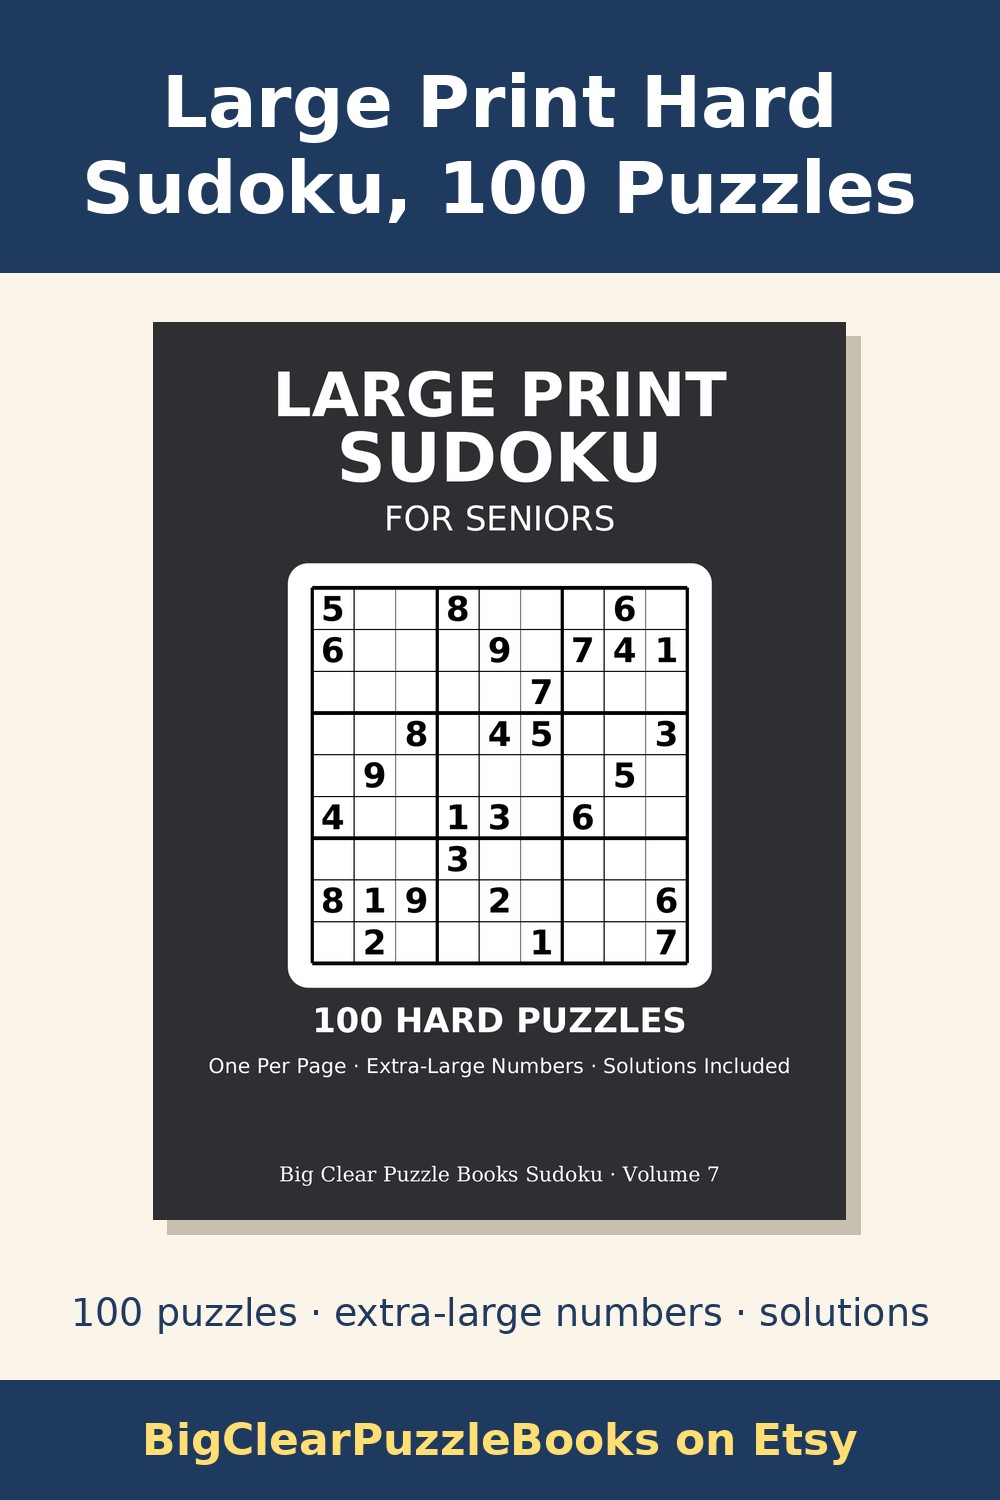 Large Print Hard
Sudoku, 100 Puzzles
LARGE PRINT
SUDOKU
FOR SENIORS
5 8 6
6 9 7 4 1
7
8 4 5 3
9 5
4 1 3 6
3
8 1 9 2 6
2 1 7
100 HARD PUZZLES
One Per Page · Extra-Large Numbers · Solutions Included
Big Clear Puzzle Books Sudoku · Volume 7
100 puzzles · extra-large numbers · solutions
BigClearPuzzleBooks on Etsy